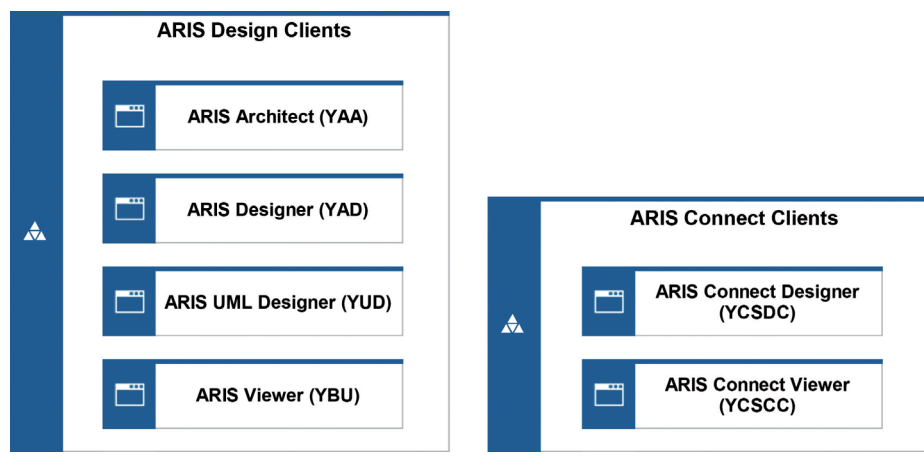 ARIS Design Clients
ARIS Architect (YAA)
ARIS Designer (YAD)
ARIS UML Designer (YUD)
ARIS Viewer (YBU)
ARIS Connect Clients
ARIS Connect Designer
(YCSDC)
ARIS Connect Viewer
(YCSCC)